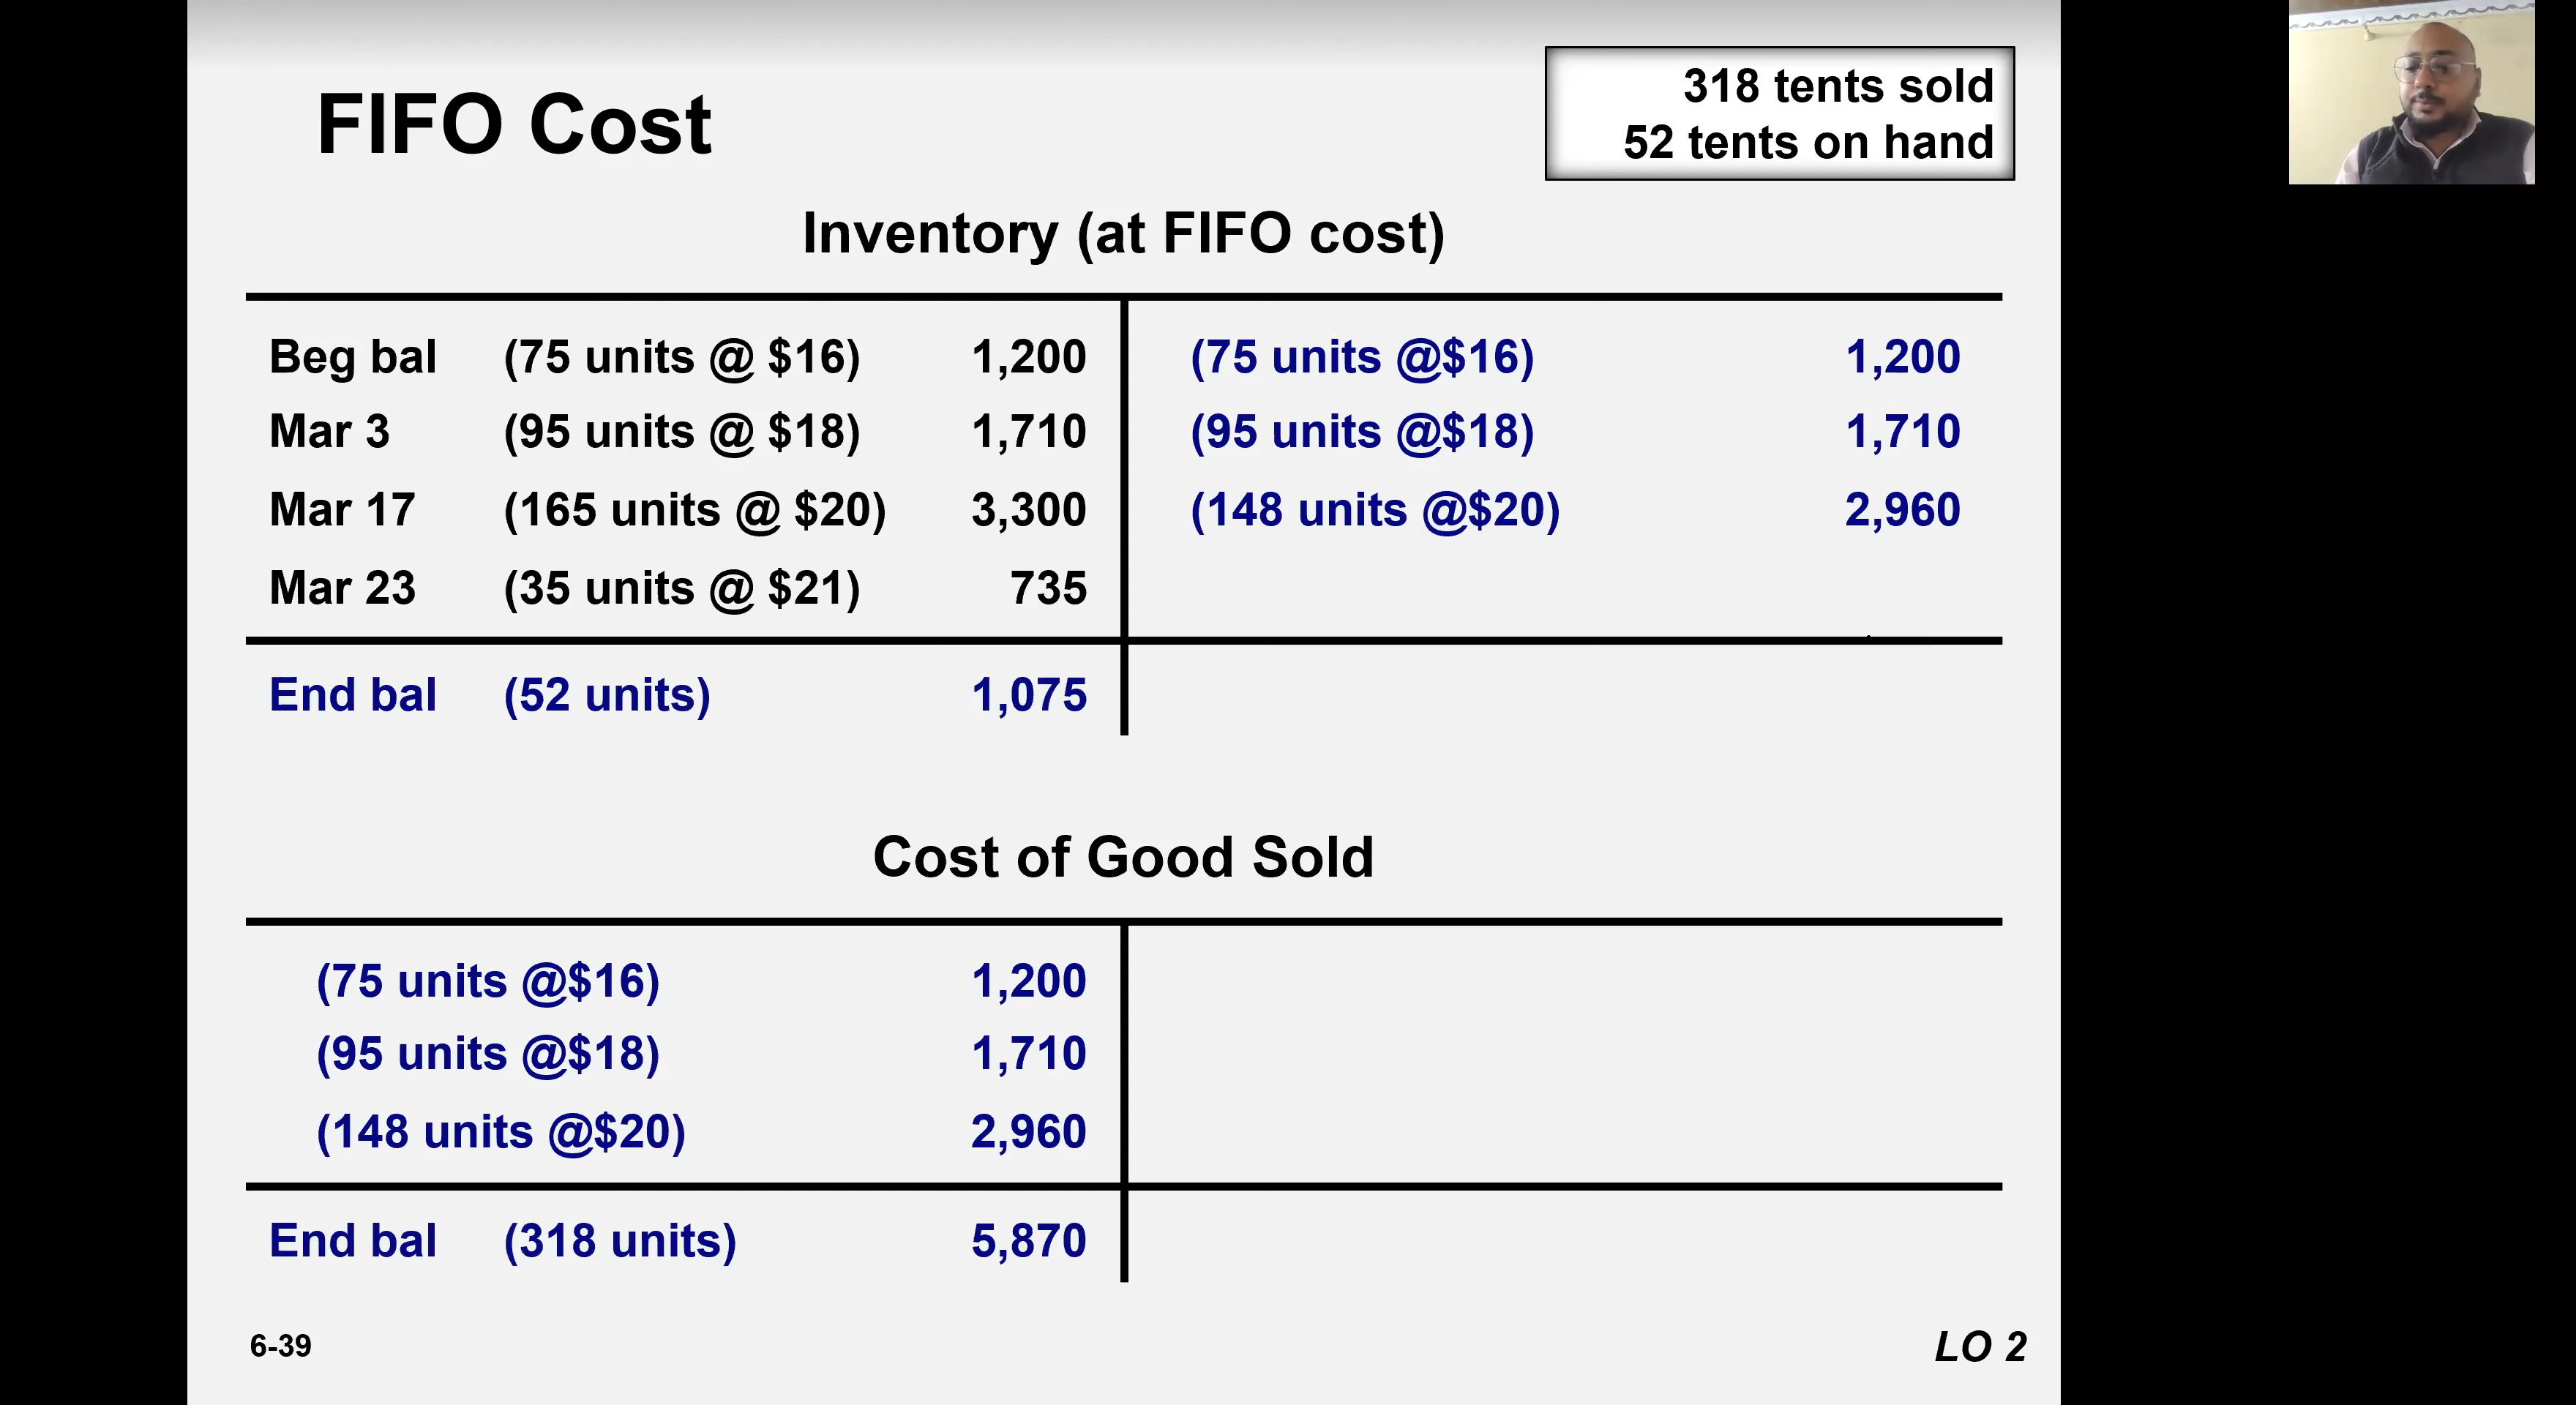 FIFO Cost
318 tents sold
52 tents on hand
Inventory (at FIFO cost)
Beg bal (75 units @ $16) 1,200 (75 units @$16) 1,200
Mar 3 (95 units @ $18) 1,710 (95 units @$18) 1,710
Mar 17 (165 units @ $20) 3,300 (148 units @$20) 2,960
Mar 23 (35 units @ $21) 735
End bal (52 units) 1,075
Cost of Good Sold
(75 units @$16) 1,200
(95 units @$18) 1,710
(148 units @$20) 2,960
End bal (318 units) 5,870
6-39
LO 2